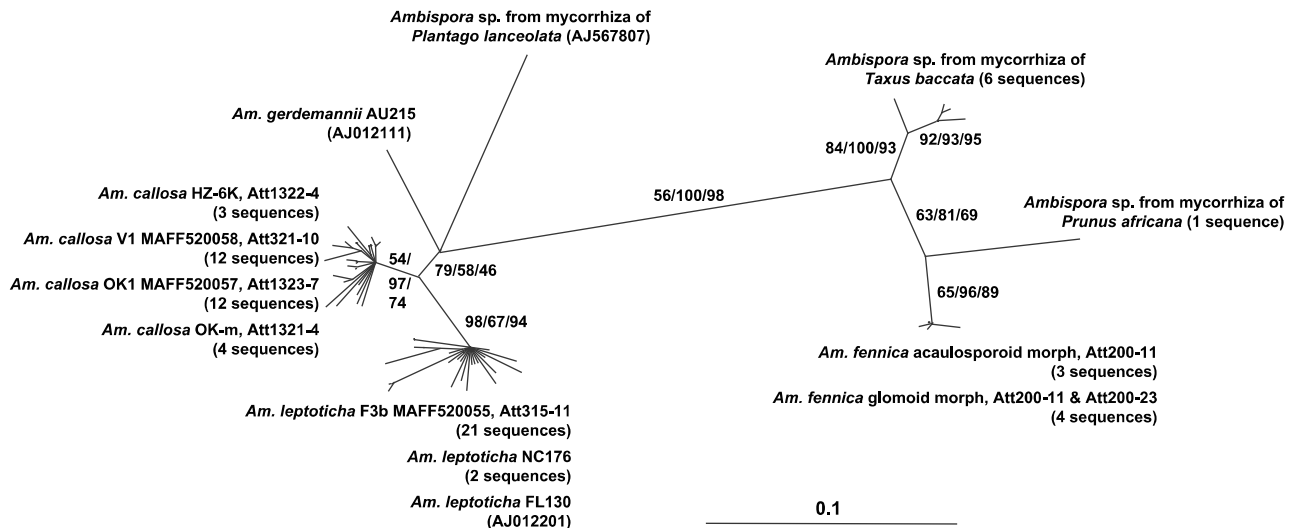 Ambispora sp. from mycorrhiza of
Plantago lanceolata (AJ567807)
Ambispora sp. from mycorrhiza of
Taxus baccata (6 sequences)
Am. gerdemannii AU215
(AJ012111)
84/100/93
92/93/95
Am. callosa HZ-6K, Att1322-4
(3 sequences)
56/100/98
Ambispora sp. from mycorrhiza of
Prunus africana (1 sequence)
63/81/69
Am. callosa V1 MAFF520058, Att321-10
(12 sequences)
54/
97/
74
79/58/46
Am. callosa OK1 MAFF520057, Att1323-7
(12 sequences)
65/96/89
Am. callosa OK-m, Att1321-4
(4 sequences)
98/67/94
Am. fennica acaulosporoid morph, Att200-11
(3 sequences)
Am. fennica glomoid morph, Att200-11 & Att200-23
(4 sequences)
Am. leptoticha F3b MAFF520055, Att315-11
(21 sequences)
Am. leptoticha NC176
(2 sequences)
Am. leptoticha FL130
(AJ012201)
0.1